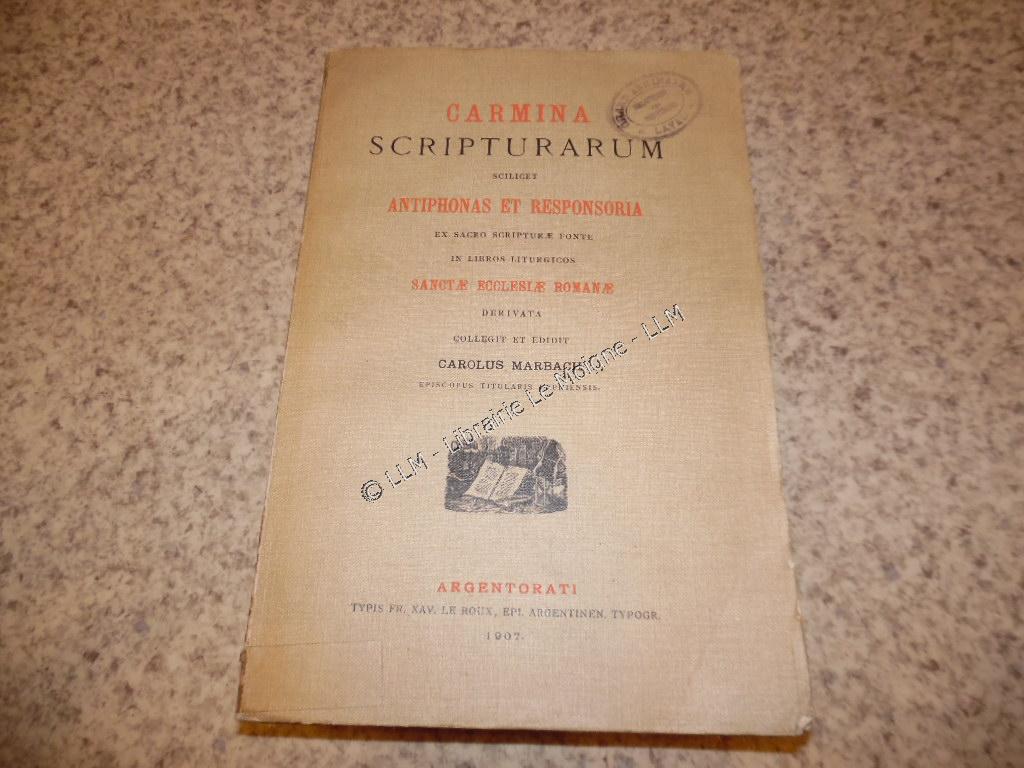 CARMINA
SCRIPTURARUM
SCILICET
ANTIPHONAS ET RESPONSORIA
EX SACRO SCRIPTURÆ FONTE
IN LIBROS LITURGICOS
SANCTÆ ECCLESIÆ ROMANÆ
DERIVATA
COLLEGIT ET EDIDIT
CAROLUS MARBACH
EPISCOPUS TITULARIS
© LLM - Librairie Le Moigne - LLM
ARGENTORATI
TYPIS FR. XAV. LE ROUX, EPI. ARGENTINEN. TYPOGR.
1907.